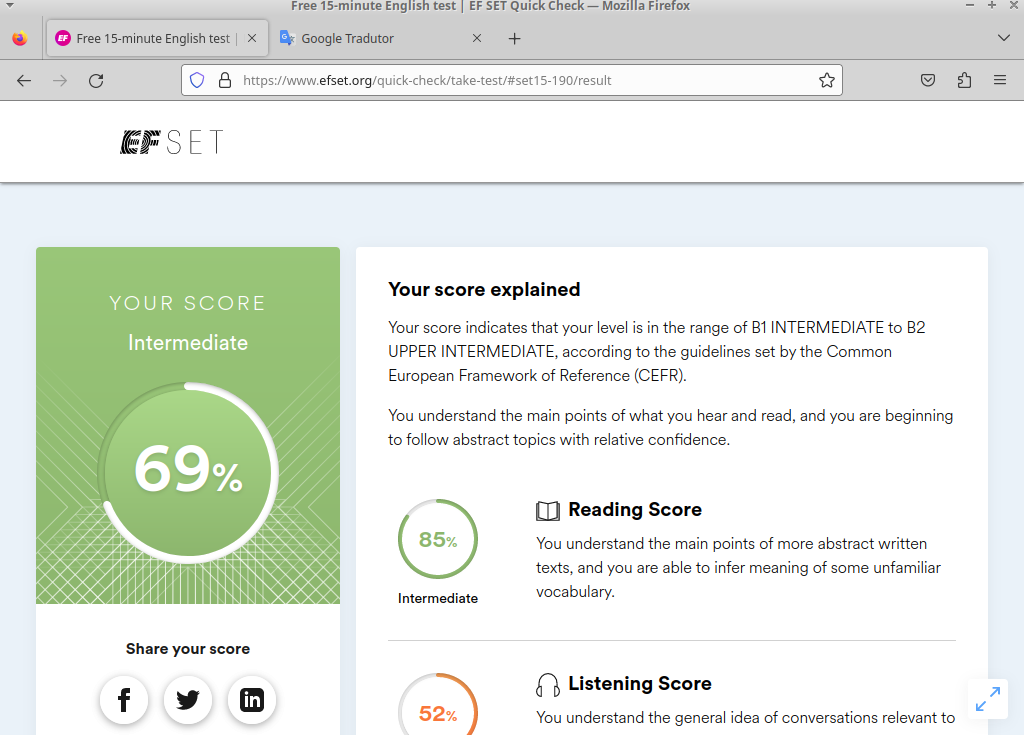 Free 15-minute English test | EF SET Quick Check — Mozilla Firefox
EF Free 15-minute English test |
Google Tradutor
https://www.efset.org/quick-check/take-test/#set15-190/result
EF SET
YOUR SCORE
Intermediate
69%
Share your score
Your score explained
Your score indicates that your level is in the range of B1 INTERMEDIATE to B2
UPPER INTERMEDIATE, according to the guidelines set by the Common
European Framework of Reference (CEFR).
You understand the main points of what you hear and read, and you are beginning
to follow abstract topics with relative confidence.
85%
Intermediate
Reading Score
You understand the main points of more abstract written
texts, and you are able to infer meaning of some unfamiliar
vocabulary.
52%
Listening Score
You understand the general idea of conversations relevant to